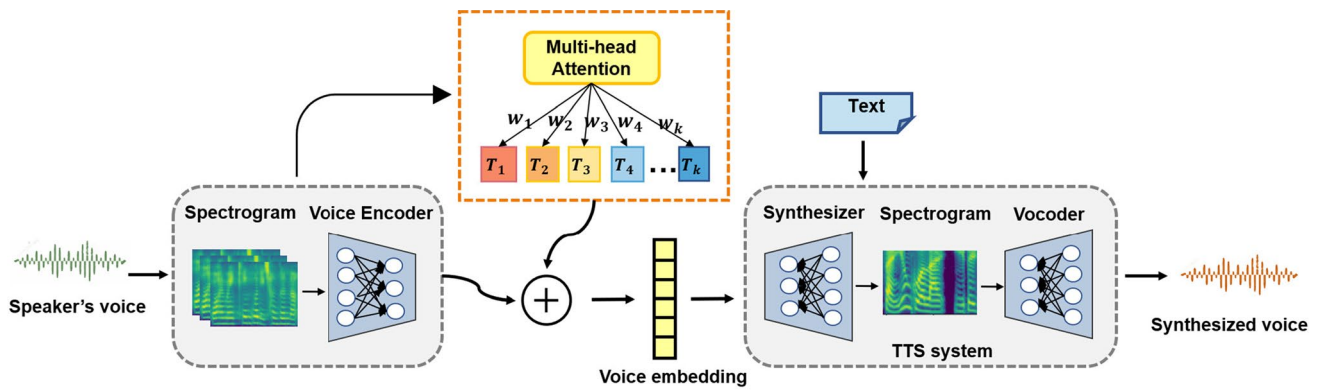 Multi-head
Attention
w₁ w₂ w₃ w₄ wₖ
T₁ T₂ T₃ T₄ ... Tₖ
Text
Spectrogram Voice Encoder
Synthesizer Spectrogram Vocoder
Speaker's voice
+
TTS system
Synthesized voice
Voice embedding